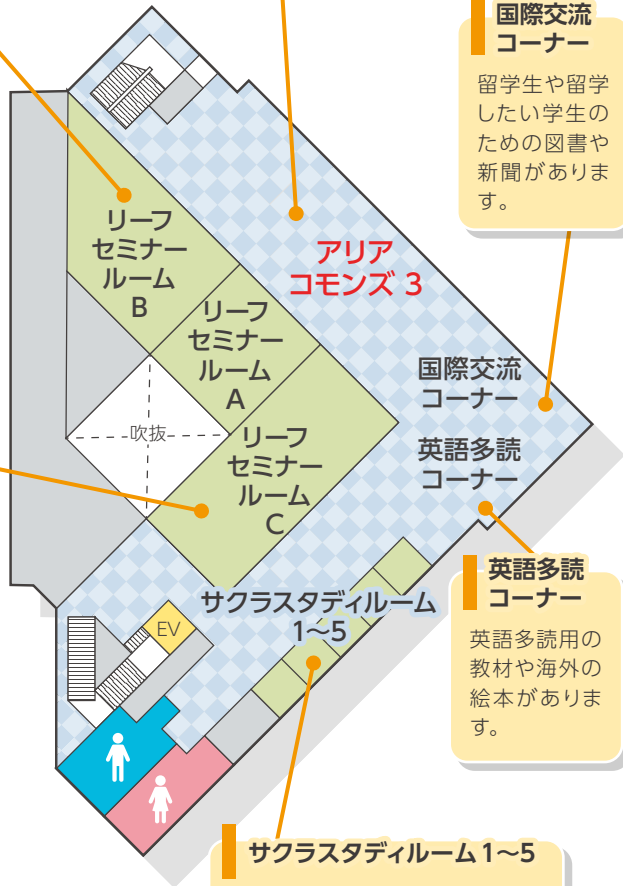 国際交流
コーナー
留学生や留学
したい学生の
ための図書や
新聞がありま
す。
リーフ
セミナー
ルーム
B
アリア
コモンズ 3
リーフ
セミナー
ルーム
A
国際交流
コーナー
吹抜
リーフ
セミナー
ルーム
C
英語多読
コーナー
サクラスタディルーム
1〜5
EV
英語多読
コーナー
英語多読用の
教材や海外の
絵本がありま
す。
サクラスタディルーム1〜5